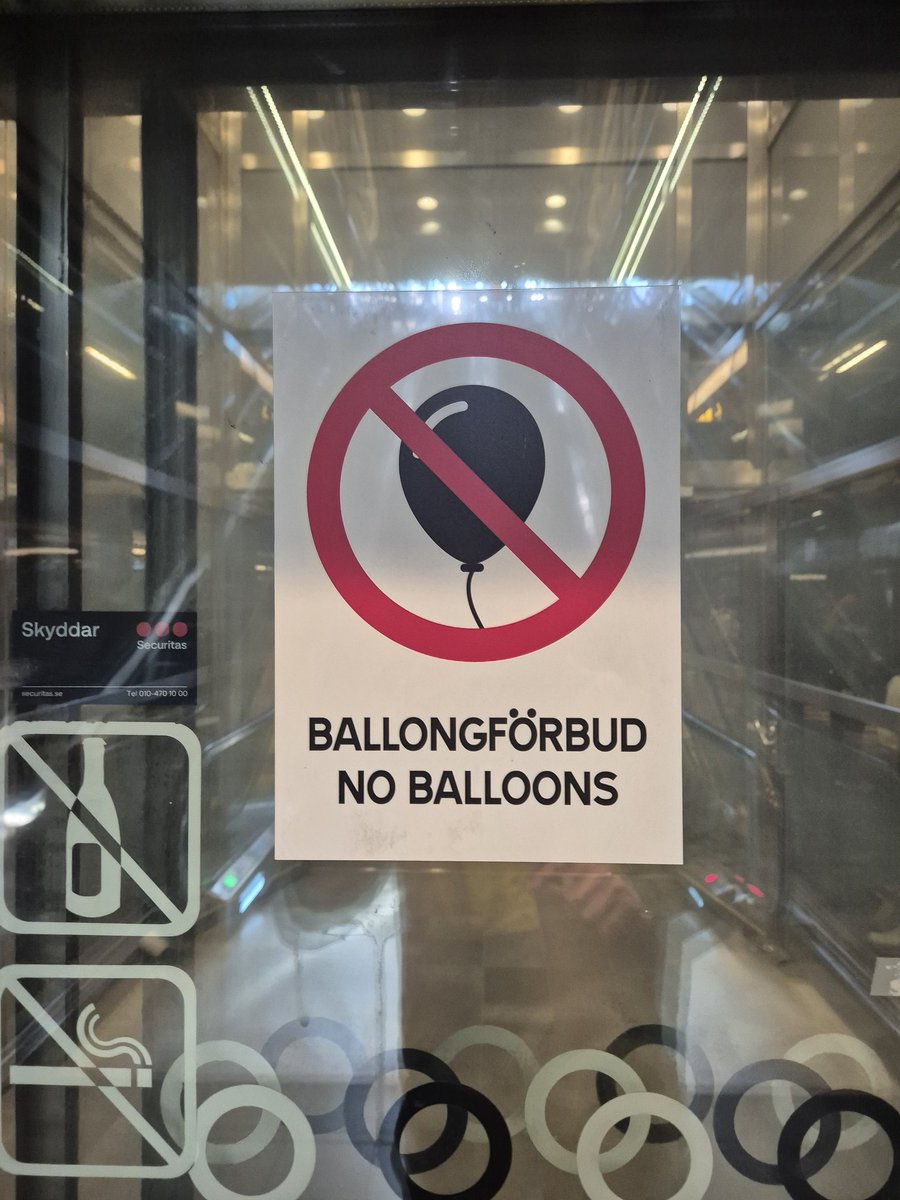 Skyddar
Securitas
securitas.se
Tel 010-470 10 00
BALLONGFÖRBUD
NO BALLOONS